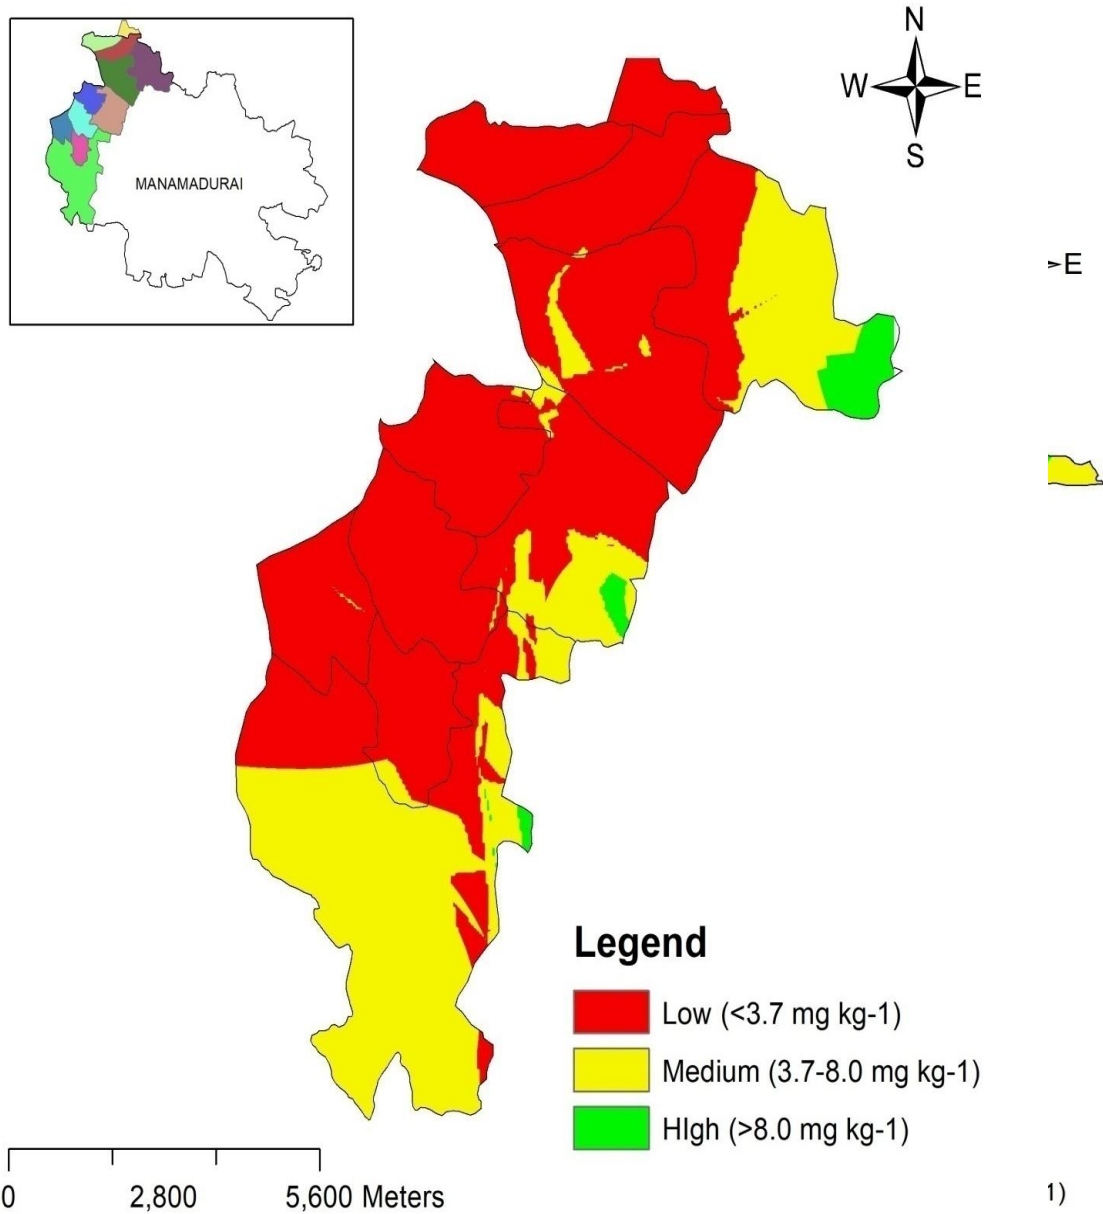 N
W E
S
MANAMADURAI
E
Legend
Low (<3.7 mg kg-1)
Medium (3.7-8.0 mg kg-1)
HIgh (>8.0 mg kg-1)
0 2,800 5,600 Meters
1)